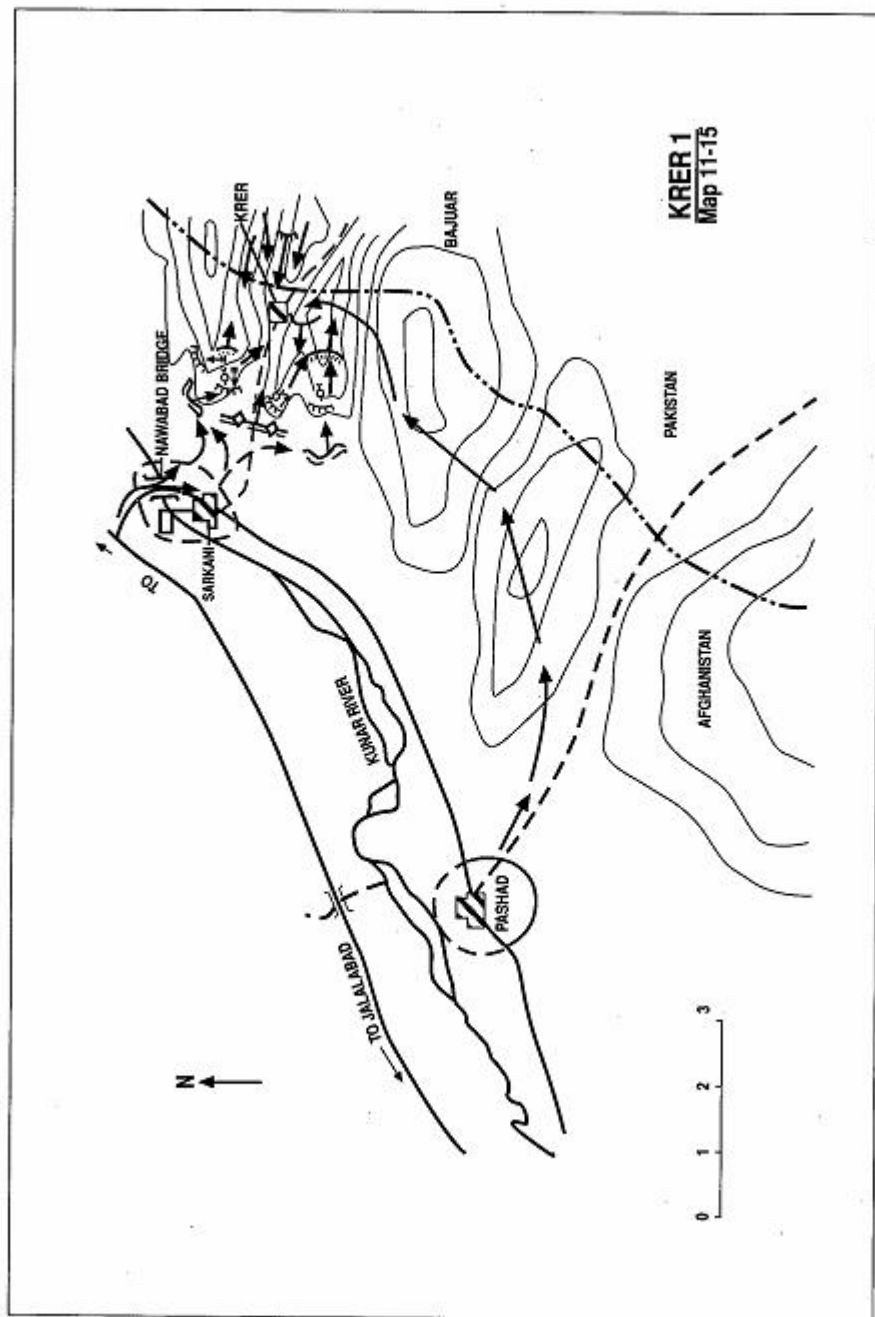 NAWABAD BRIDGE
KRER
TO
SARKANI
BAJUAR
KUNAR RIVER
PAKISTAN
AFGHANISTAN
PASHAD
TO JALALABAD
N
0 1 2 3
KRER 1
Map 11-15